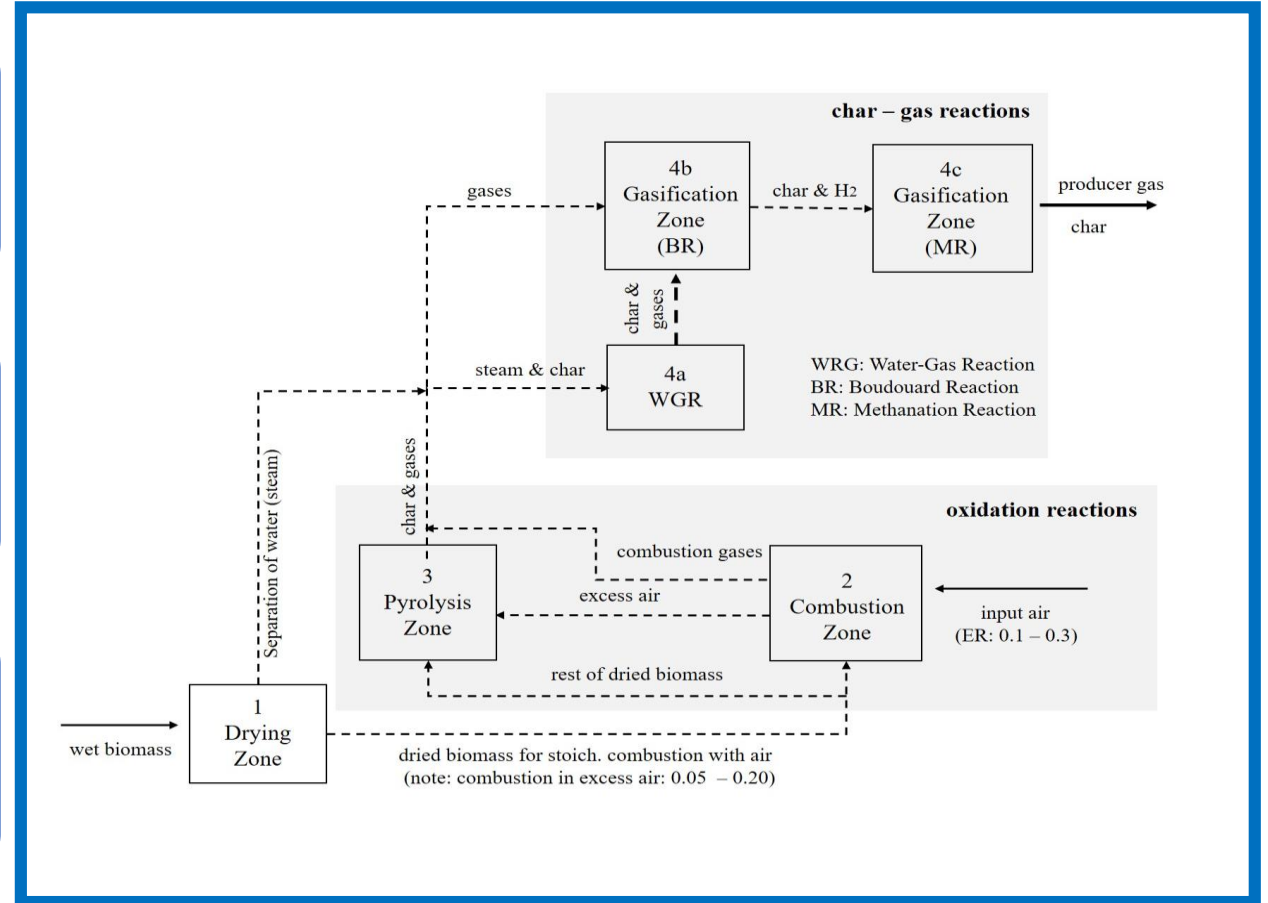 char – gas reactions
4b
Gasification
Zone
(BR)
4c
Gasification
Zone
(MR)
gases
char & H2
producer gas
char
char &
gases
steam & char
4a
WGR
WRG: Water-Gas Reaction
BR: Boudouard Reaction
MR: Methanation Reaction
Separation of water (steam)
char & gases
oxidation reactions
3
Pyrolysis
Zone
combustion gases
excess air
2
Combustion
Zone
input air
(ER: 0.1 – 0.3)
rest of dried biomass
1
Drying
Zone
wet biomass
dried biomass for stoich. combustion with air
(note: combustion in excess air: 0.05 – 0.20)